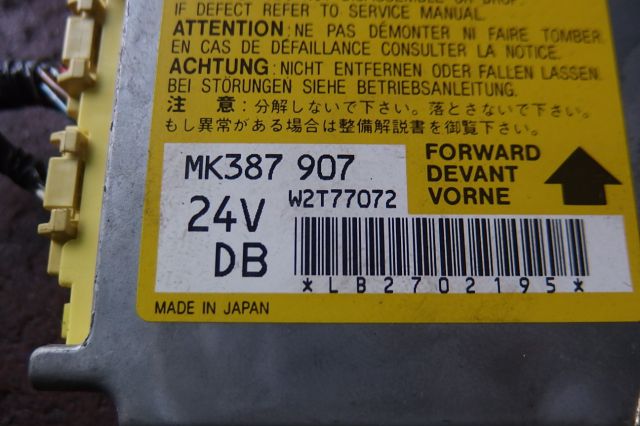 IF DEFECT REFER TO SERVICE MANUAL.
ATTENTION: NE PAS DÉMONTER NI FAIRE TOMBER.
EN CAS DE DÉFAILLANCE CONSULTER LA NOTICE.
ACHTUNG: NICHT ENTFERNEN ODER FALLEN LASSEN.
BEI STÖRUNGEN SIEHE BETRIEBSANLEITUNG.
注 意:分解しないで下さい。落とさないで下さい。
もし異常がある場合は整備解説書を御覧下さい。
MK387 907
W2T77072
24V
DB
FORWARD
DEVANT
VORNE
*LB2702195*
MADE IN JAPAN